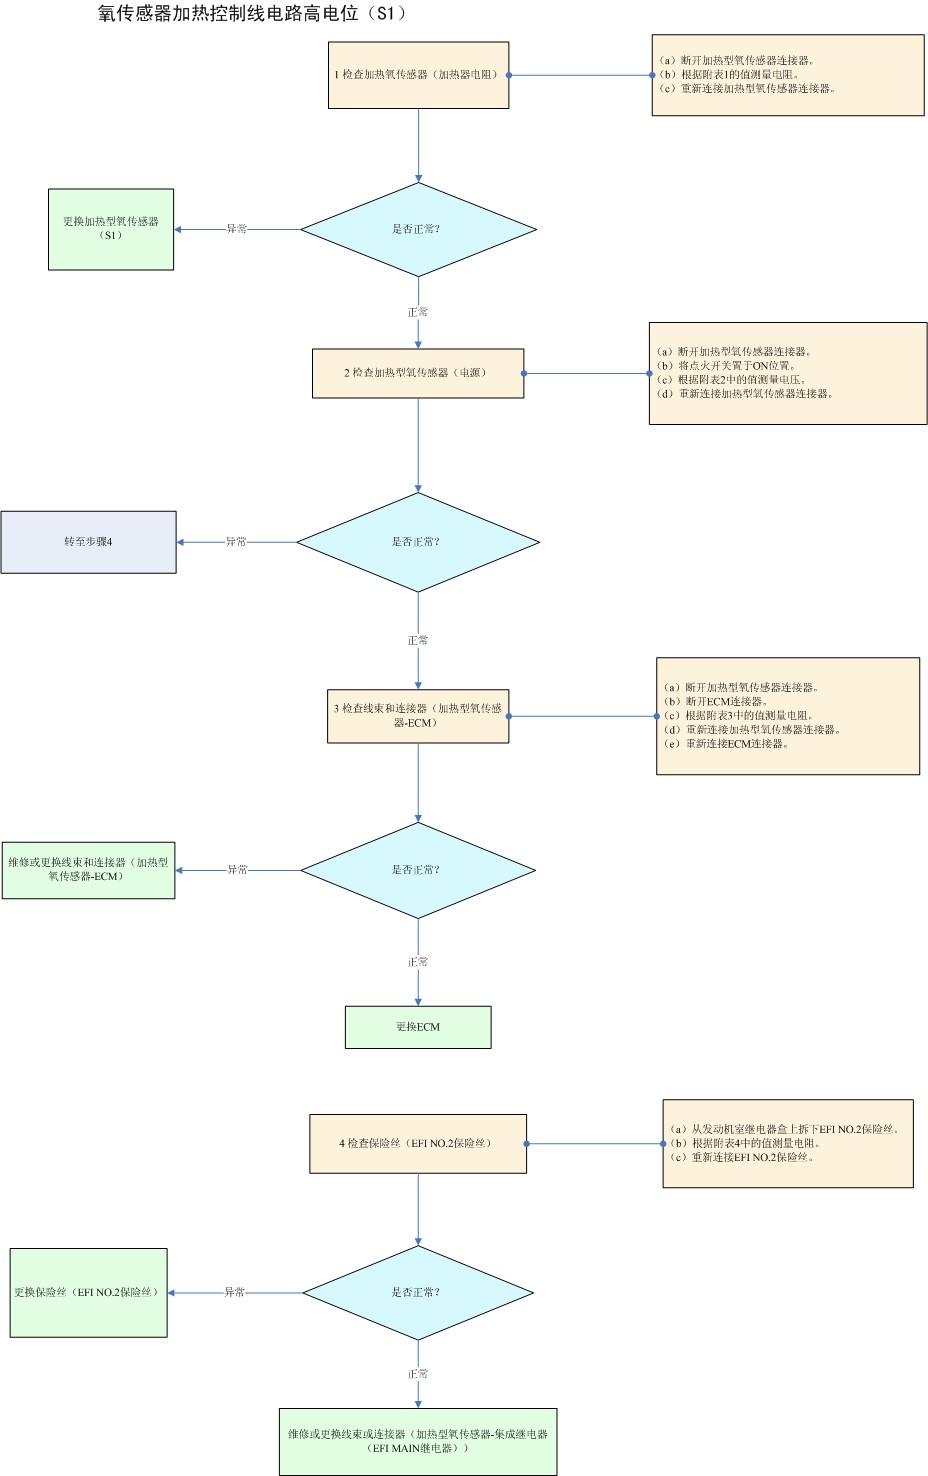 氧传感器加热控制线电路高电位（S1）
1 检查加热氧传感器（加热器电阻）
（a）断开加热型氧传感器连接器。
（b）根据附表1的值测量电阻。
（c）重新连接加热型氧传感器连接器。
更换加热型氧传感器
（S1）
异常
是否正常?
正常
2 检查加热型氧传感器（电源）
（a）断开加热型氧传感器连接器。
（b）将点火开关置于ON位置。
（c）根据附表2中的值测量电压。
（d）重新连接加热型氧传感器连接器。
转至步骤4
异常
是否正常?
正常
3 检查线束和连接器（加热型氧传感
器-ECM）
（a）断开加热型氧传感器连接器。
（b）断开ECM连接器。
（c）根据附表3中的值测量电阻。
（d）重新连接加热型氧传感器连接器。
（e）重新连接ECM连接器。
维修或更换线束和连接器（加热型
氧传感器-ECM）
异常
是否正常?
正常
更换ECM
4 检查保险丝（EFI NO.2保险丝）
（a）从发动机室继电器盒上拆下EFI NO.2保险丝。
（b）根据附表4中的值测量电阻。
（c）重新连接EFI NO.2保险丝。
更换保险丝（EFI NO.2保险丝）
异常
是否正常?
正常
维修或更换线束或连接器（加热型氧传感器-集成继电器
（EFI MAIN继电器））